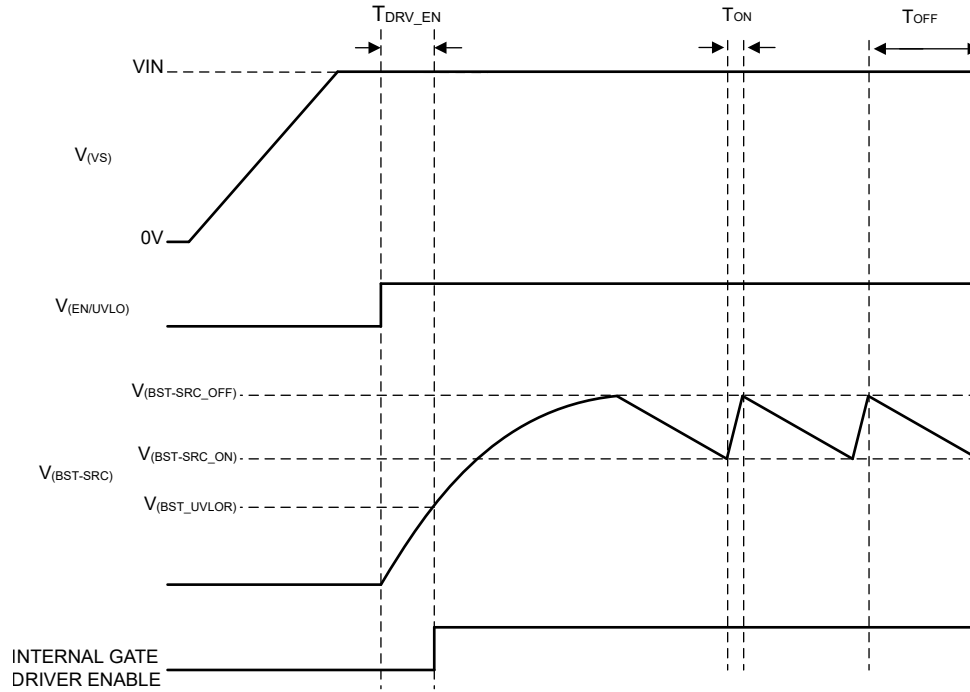 TDRV_EN
TON
TOFF
VIN
V(VS)
0V
V(EN/UVLO)
V(BST-SRC_OFF)
V(BST-SRC_ON)
V(BST-SRC)
V(BST_UVLOR)
INTERNAL GATE
DRIVER ENABLE